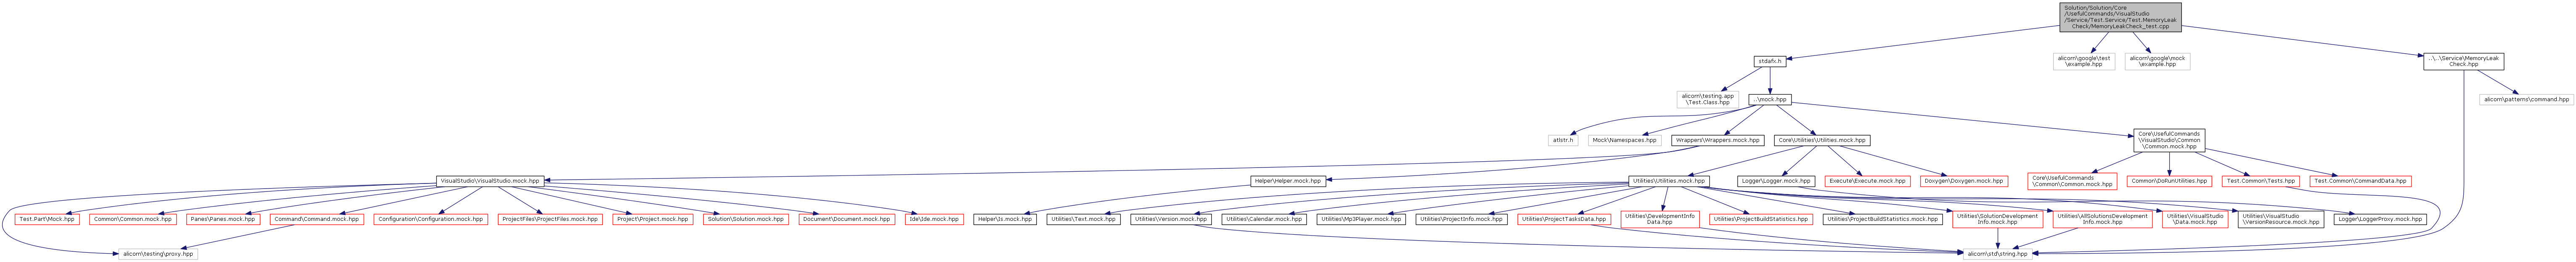 Solution/Solution/Core
/UsefulCommands/VisualStudio
/Service/Test.Service/Test.MemoryLeak
Check/MemoryLeakCheck_test.cpp
stdafx.h
alicorn\google\test
\example.hpp
alicorn\google\mock
\example.hpp
..\..\Service\MemoryLeak
Check.hpp
alicorn\testing.app
\Test.Class.hpp
..\mock.hpp
alicorn\patterns\command.hpp
atlstr.h
Mock\Namespaces.hpp
Wrappers\Wrappers.mock.hpp
Core\Utilities\Utilities.mock.hpp
Core\UsefulCommands
\VisualStudio\Common
\Common.mock.hpp
VisualStudio\VisualStudio.mock.hpp
Helper\Helper.mock.hpp
Utilities\Utilities.mock.hpp
Logger\Logger.mock.hpp
Execute\Execute.mock.hpp
Doxygen\Doxygen.mock.hpp
Core\UsefulCommands
\Common\Common.mock.hpp
Common\DoRunUtilities.hpp
Test.Common\Tests.hpp
Test.Common\CommandData.hpp
Test.Part\Mock.hpp
Common\Common.mock.hpp
Panes\Panes.mock.hpp
Command\Command.mock.hpp
Configuration\Configuration.mock.hpp
ProjectFiles\ProjectFiles.mock.hpp
Project\Project.mock.hpp
Solution\Solution.mock.hpp
Document\Document.mock.hpp
Ide\Ide.mock.hpp
Helper\Is.mock.hpp
Utilities\Text.mock.hpp
Utilities\Version.mock.hpp
Utilities\Calendar.mock.hpp
Utilities\Mp3Player.mock.hpp
Utilities\ProjectInfo.mock.hpp
Utilities\ProjectTasksData.hpp
Utilities\DevelopmentInfo
Data.hpp
Utilities\ProjectBuildStatistics.hpp
Utilities\ProjectBuildStatistics.mock.hpp
Utilities\SolutionDevelopment
Info.mock.hpp
Utilities\AllSolutionsDevelopment
Info.mock.hpp
Utilities\VisualStudio
\Data.mock.hpp
Utilities\VisualStudio
\VersionResource.mock.hpp
Logger\LoggerProxy.mock.hpp
alicorn\testing\proxy.hpp
alicorn\std\string.hpp